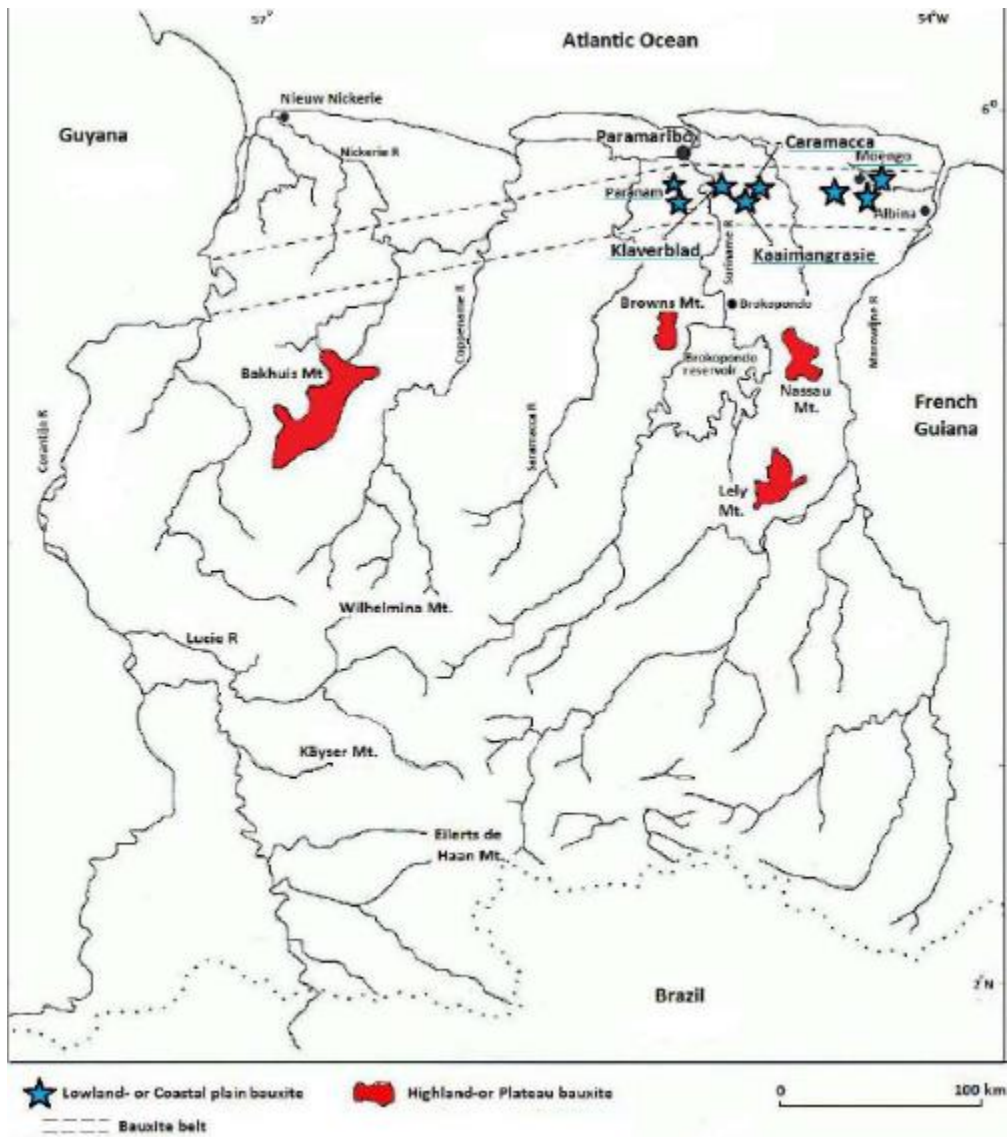 57°
54°W
Atlantic Ocean
Nieuw Nickerie
6°
Guyana
Paramaribo
Caramacca
Moengo
Nickerie R
Paranam
Albina
Klaverblad
Suriname R
Kaaimangrasie
Browns Mt.
Brokopondo
Coppename R
Marowijne R
Bakhuis Mt
Brokopondo
reservoir
Nassau
Mt.
French
Guiana
Corantijn R
Saramacca R
Lely
Mt.
Wilhelmina Mt.
Lucie R
Käyser Mt.
Eilerts de
Haan Mt.
2°N
Brazil
Lowland- or Coastal plain bauxite
Highland-or Plateau bauxite
0
100 km
Bauxite belt